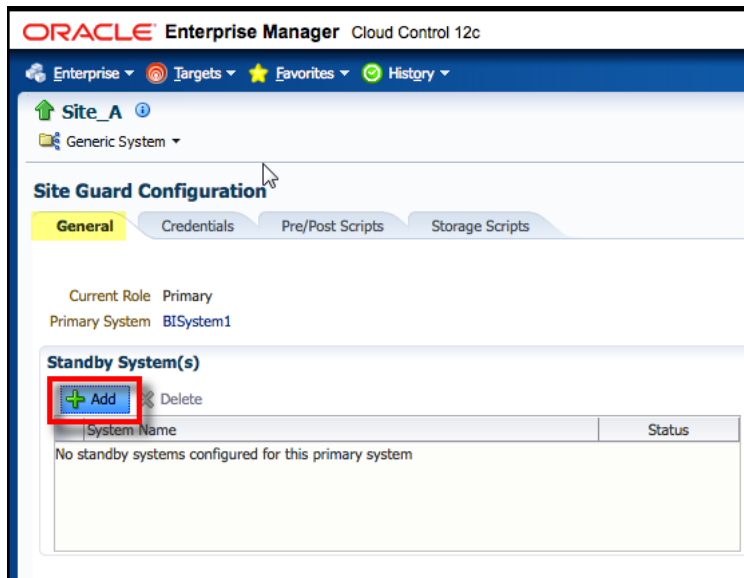 ORACLE Enterprise Manager Cloud Control 12c
Enterprise Targets Favorites History
Site_A
Generic System
Site Guard Configuration
General Credentials Pre/Post Scripts Storage Scripts
Current Role Primary
Primary System BISystem1
Standby System(s)
Add Delete
System Name Status
No standby systems configured for this primary system